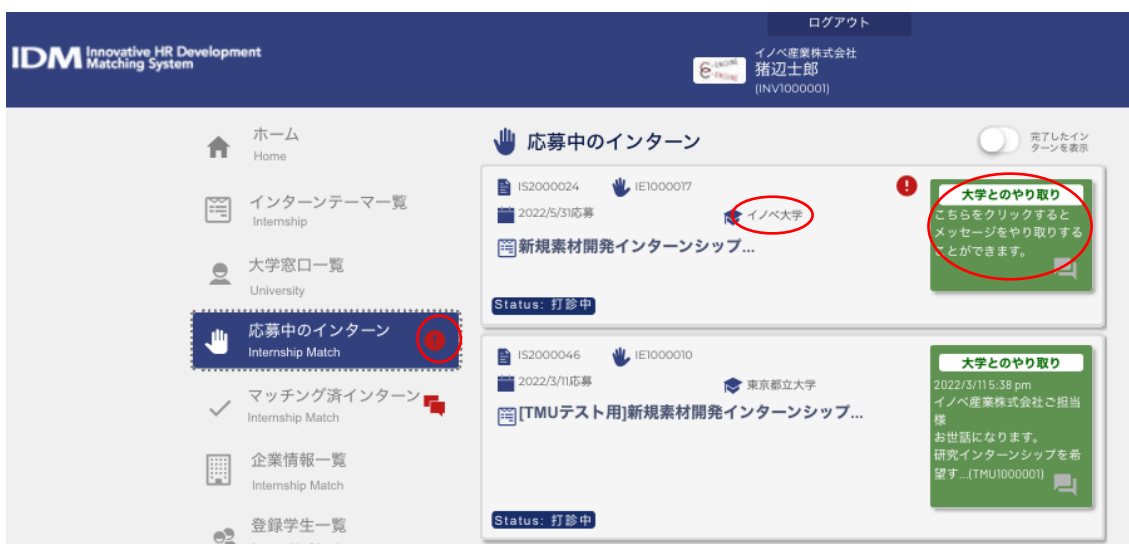 ログアウト
IDM Innovative HR Development
Matching System
イノベ産業株式会社
猪辺士郎
(INV1000001)
ホーム
Home
インターンテーマ一覧
Internship
大学窓口一覧
University
応募中のインターン
Internship Match
マッチング済インターン
Internship Match
企業情報一覧
Internship Match
登録学生一覧
応募中のインターン
完了したイン
ターンを表示
IS2000024 IE1000017
2022/5/31応募 イノベ大学
新規素材開発インターンシップ...
Status: 打診中
大学とのやり取り
こちらをクリックすると
メッセージをやり取りする
ことができます。
IS2000046 IE1000010
2022/3/11応募 東京都立大学
[TMUテスト用]新規素材開発インターンシップ...
Status: 打診中
大学とのやり取り
2022/3/11 5:38 pm
イノベ産業株式会社ご担当
様
お世話になります。
研究インターンシップを希
望す...(TMU1000001)